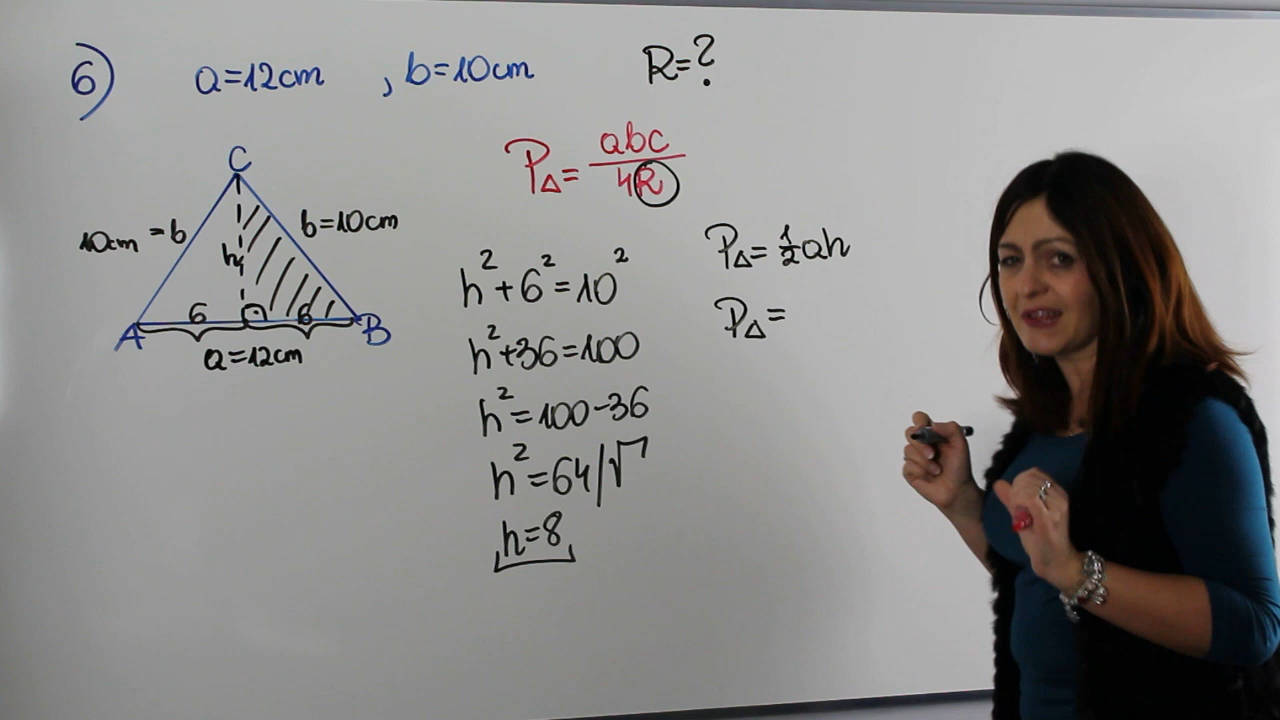 6) a=12cm , b=10cm R=?
P△= abc/4R
C
10cm =b
b=10cm
h
6
6
A
B
a=12cm
h²+6²=10²
h²+36=100
h²=100-36
h²=64/√
h=8
P△=½ah
P△=